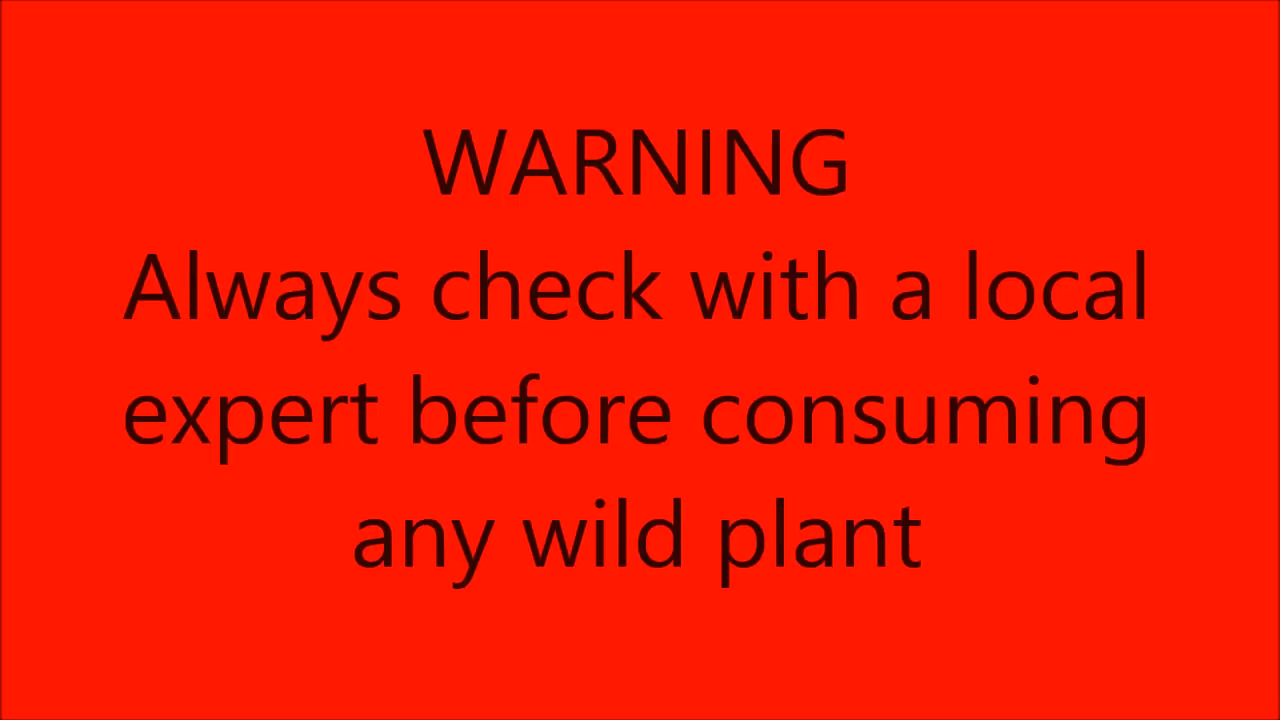 WARNING
Always check with a local
expert before consuming
any wild plant